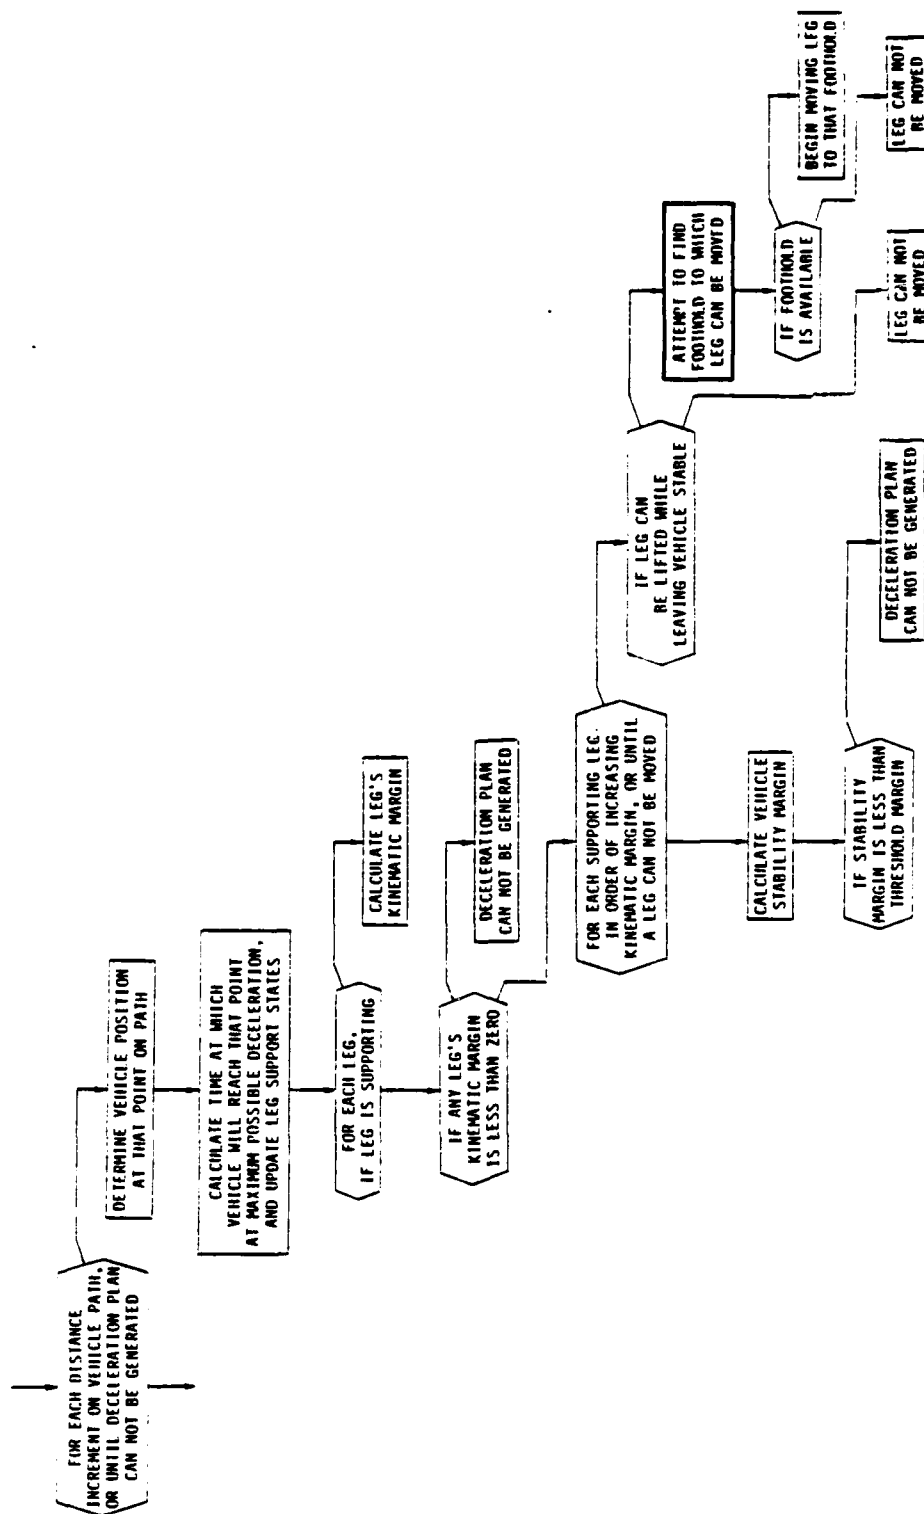 FOR EACH DISTANCE
INCREMENT ON VEHICLE PATH,
OR UNTIL DECELERATION PLAN
CAN NOT BE GENERATED
DETERMINE VEHICLE POSITION
AT THAT POINT ON PATH
CALCULATE TIME AT WHICH
VEHICLE WILL REACH THAT POINT
AT MAXIMUM POSSIBLE DECELERATION,
AND UPDATE LEG SUPPORT STATES
FOR EACH LEG,
IF LEG IS SUPPORTING
CALCULATE LEG'S
KINEMATIC MARGIN
IF ANY LEG'S
KINEMATIC MARGIN
IS LESS THAN ZERO
DECELERATION PLAN
CAN NOT BE GENERATED
FOR EACH SUPPORTING LEG
IN ORDER OF INCREASING
KINEMATIC MARGIN, OR UNTIL
A LEG CAN NOT BE MOVED
IF LEG CAN
BE LIFTED WHILE
LEAVING VEHICLE STABLE
ATTEMPT TO FIND
FOOTHOLD TO WHICH
LEG CAN BE MOVED
IF FOOTHOLD
IS AVAILABLE
BEGIN MOVING LEG
TO THAT FOOTHOLD
LEG CAN NOT
BE MOVED
LEG CAN NOT
BE MOVED
CALCULATE VEHICLE
STABILITY MARGIN
IF STABILITY
MARGIN IS LESS THAN
THRESHOLD MARGIN
DECELERATION PLAN
CAN NOT BE GENERATED